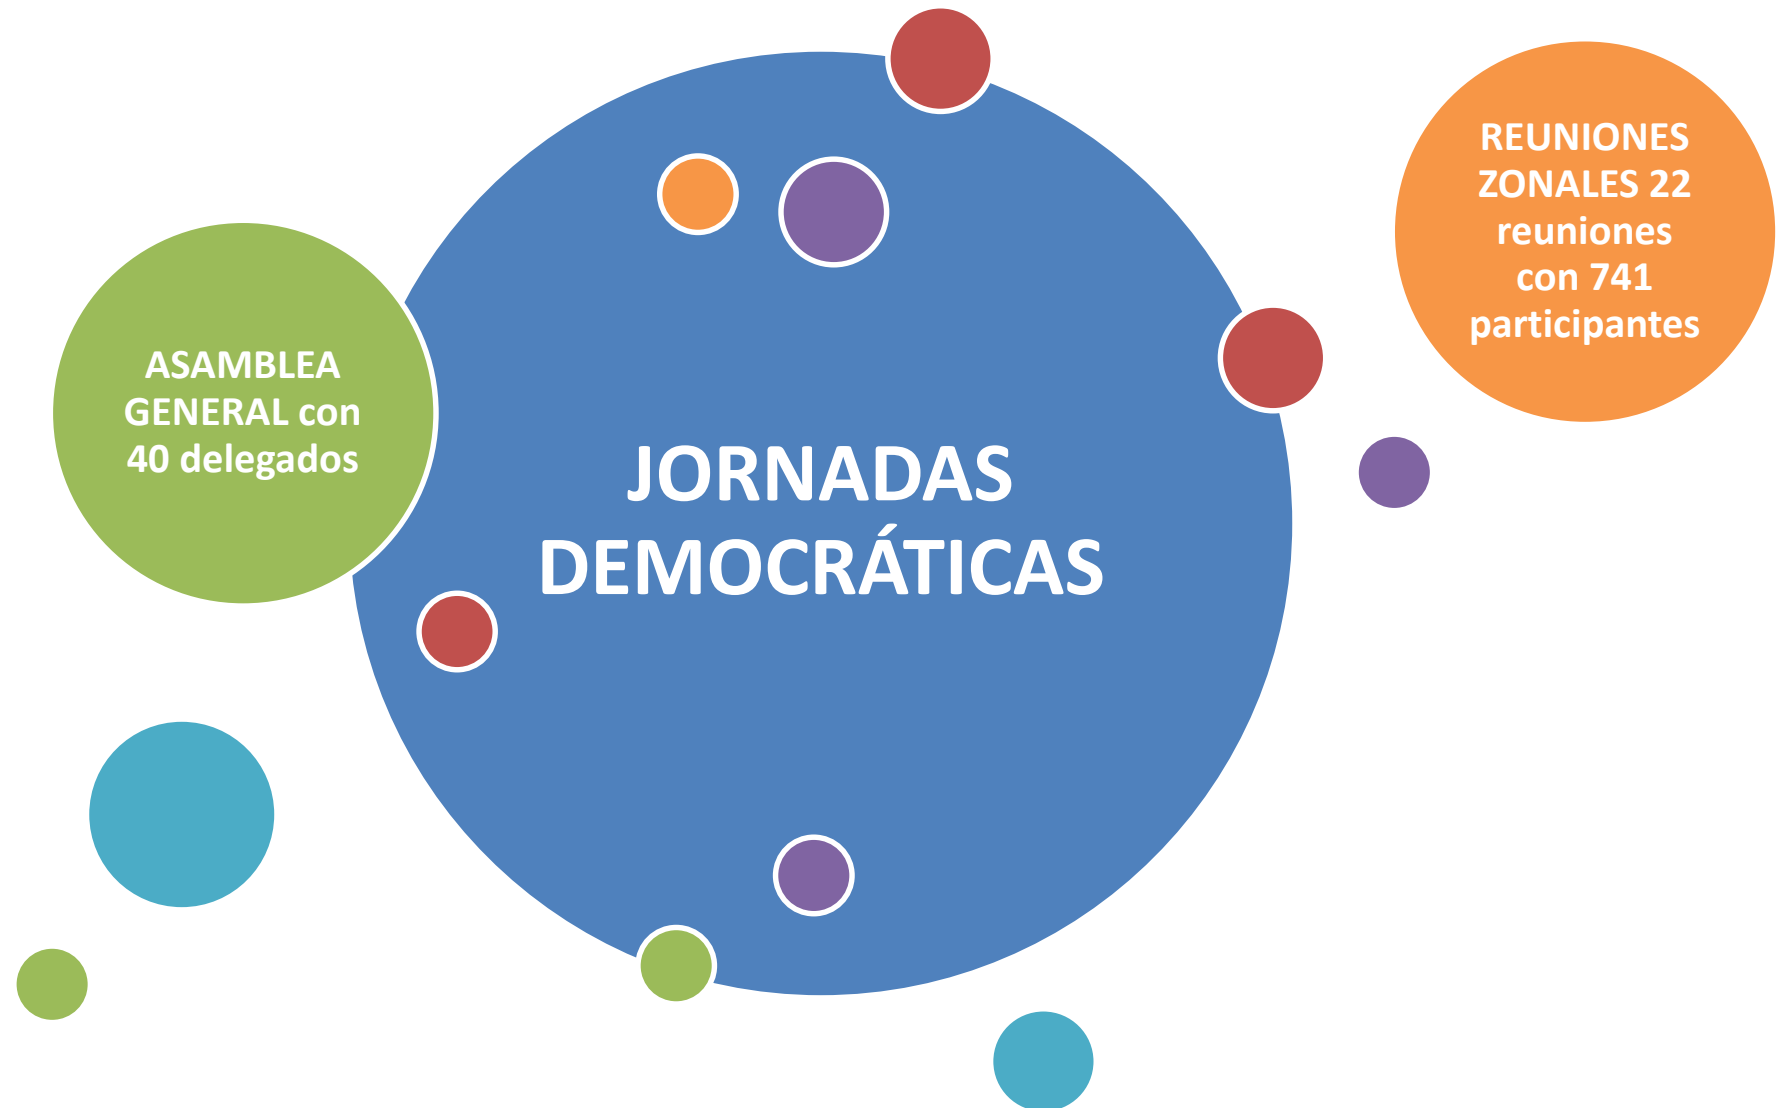 ASAMBLEA
GENERAL con
40 delegados
JORNADAS
DEMOCRÁTICAS
REUNIONES
ZONALES 22
reuniones
con 741
participantes